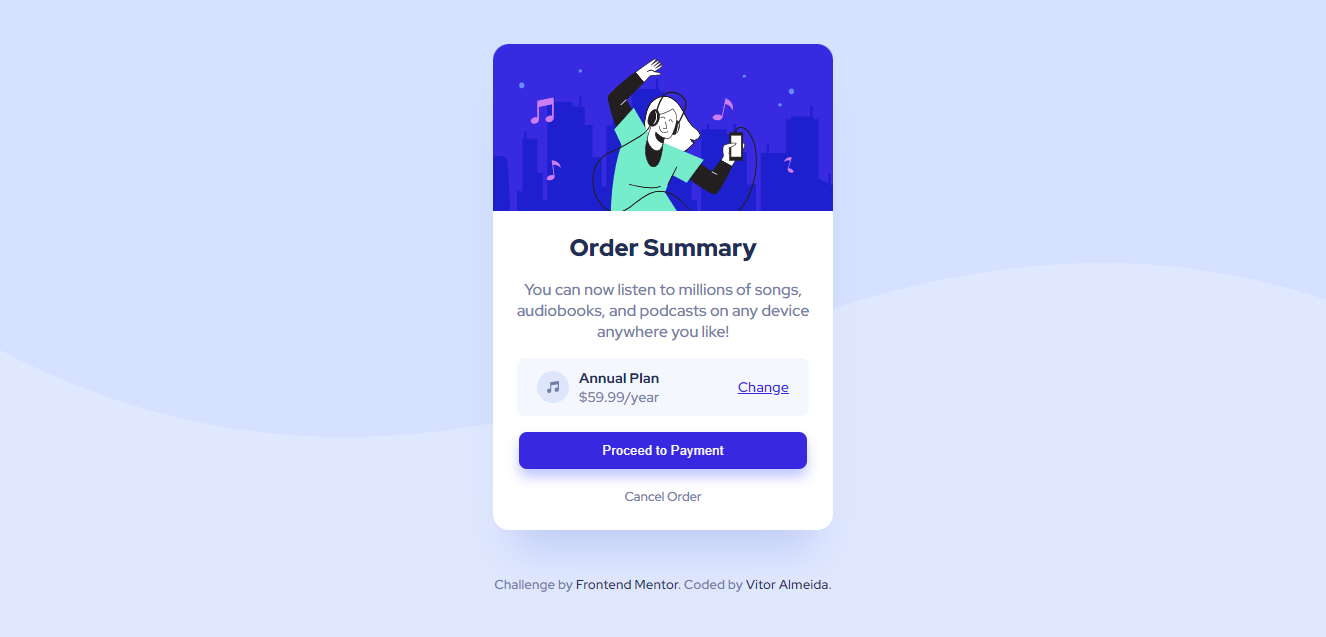 Order Summary
You can now listen to millions of songs,
audiobooks, and podcasts on any device
anywhere you like!
Annual Plan
$59.99/year
Change
Proceed to Payment
Cancel Order
Challenge by Frontend Mentor. Coded by Vitor Almeida.